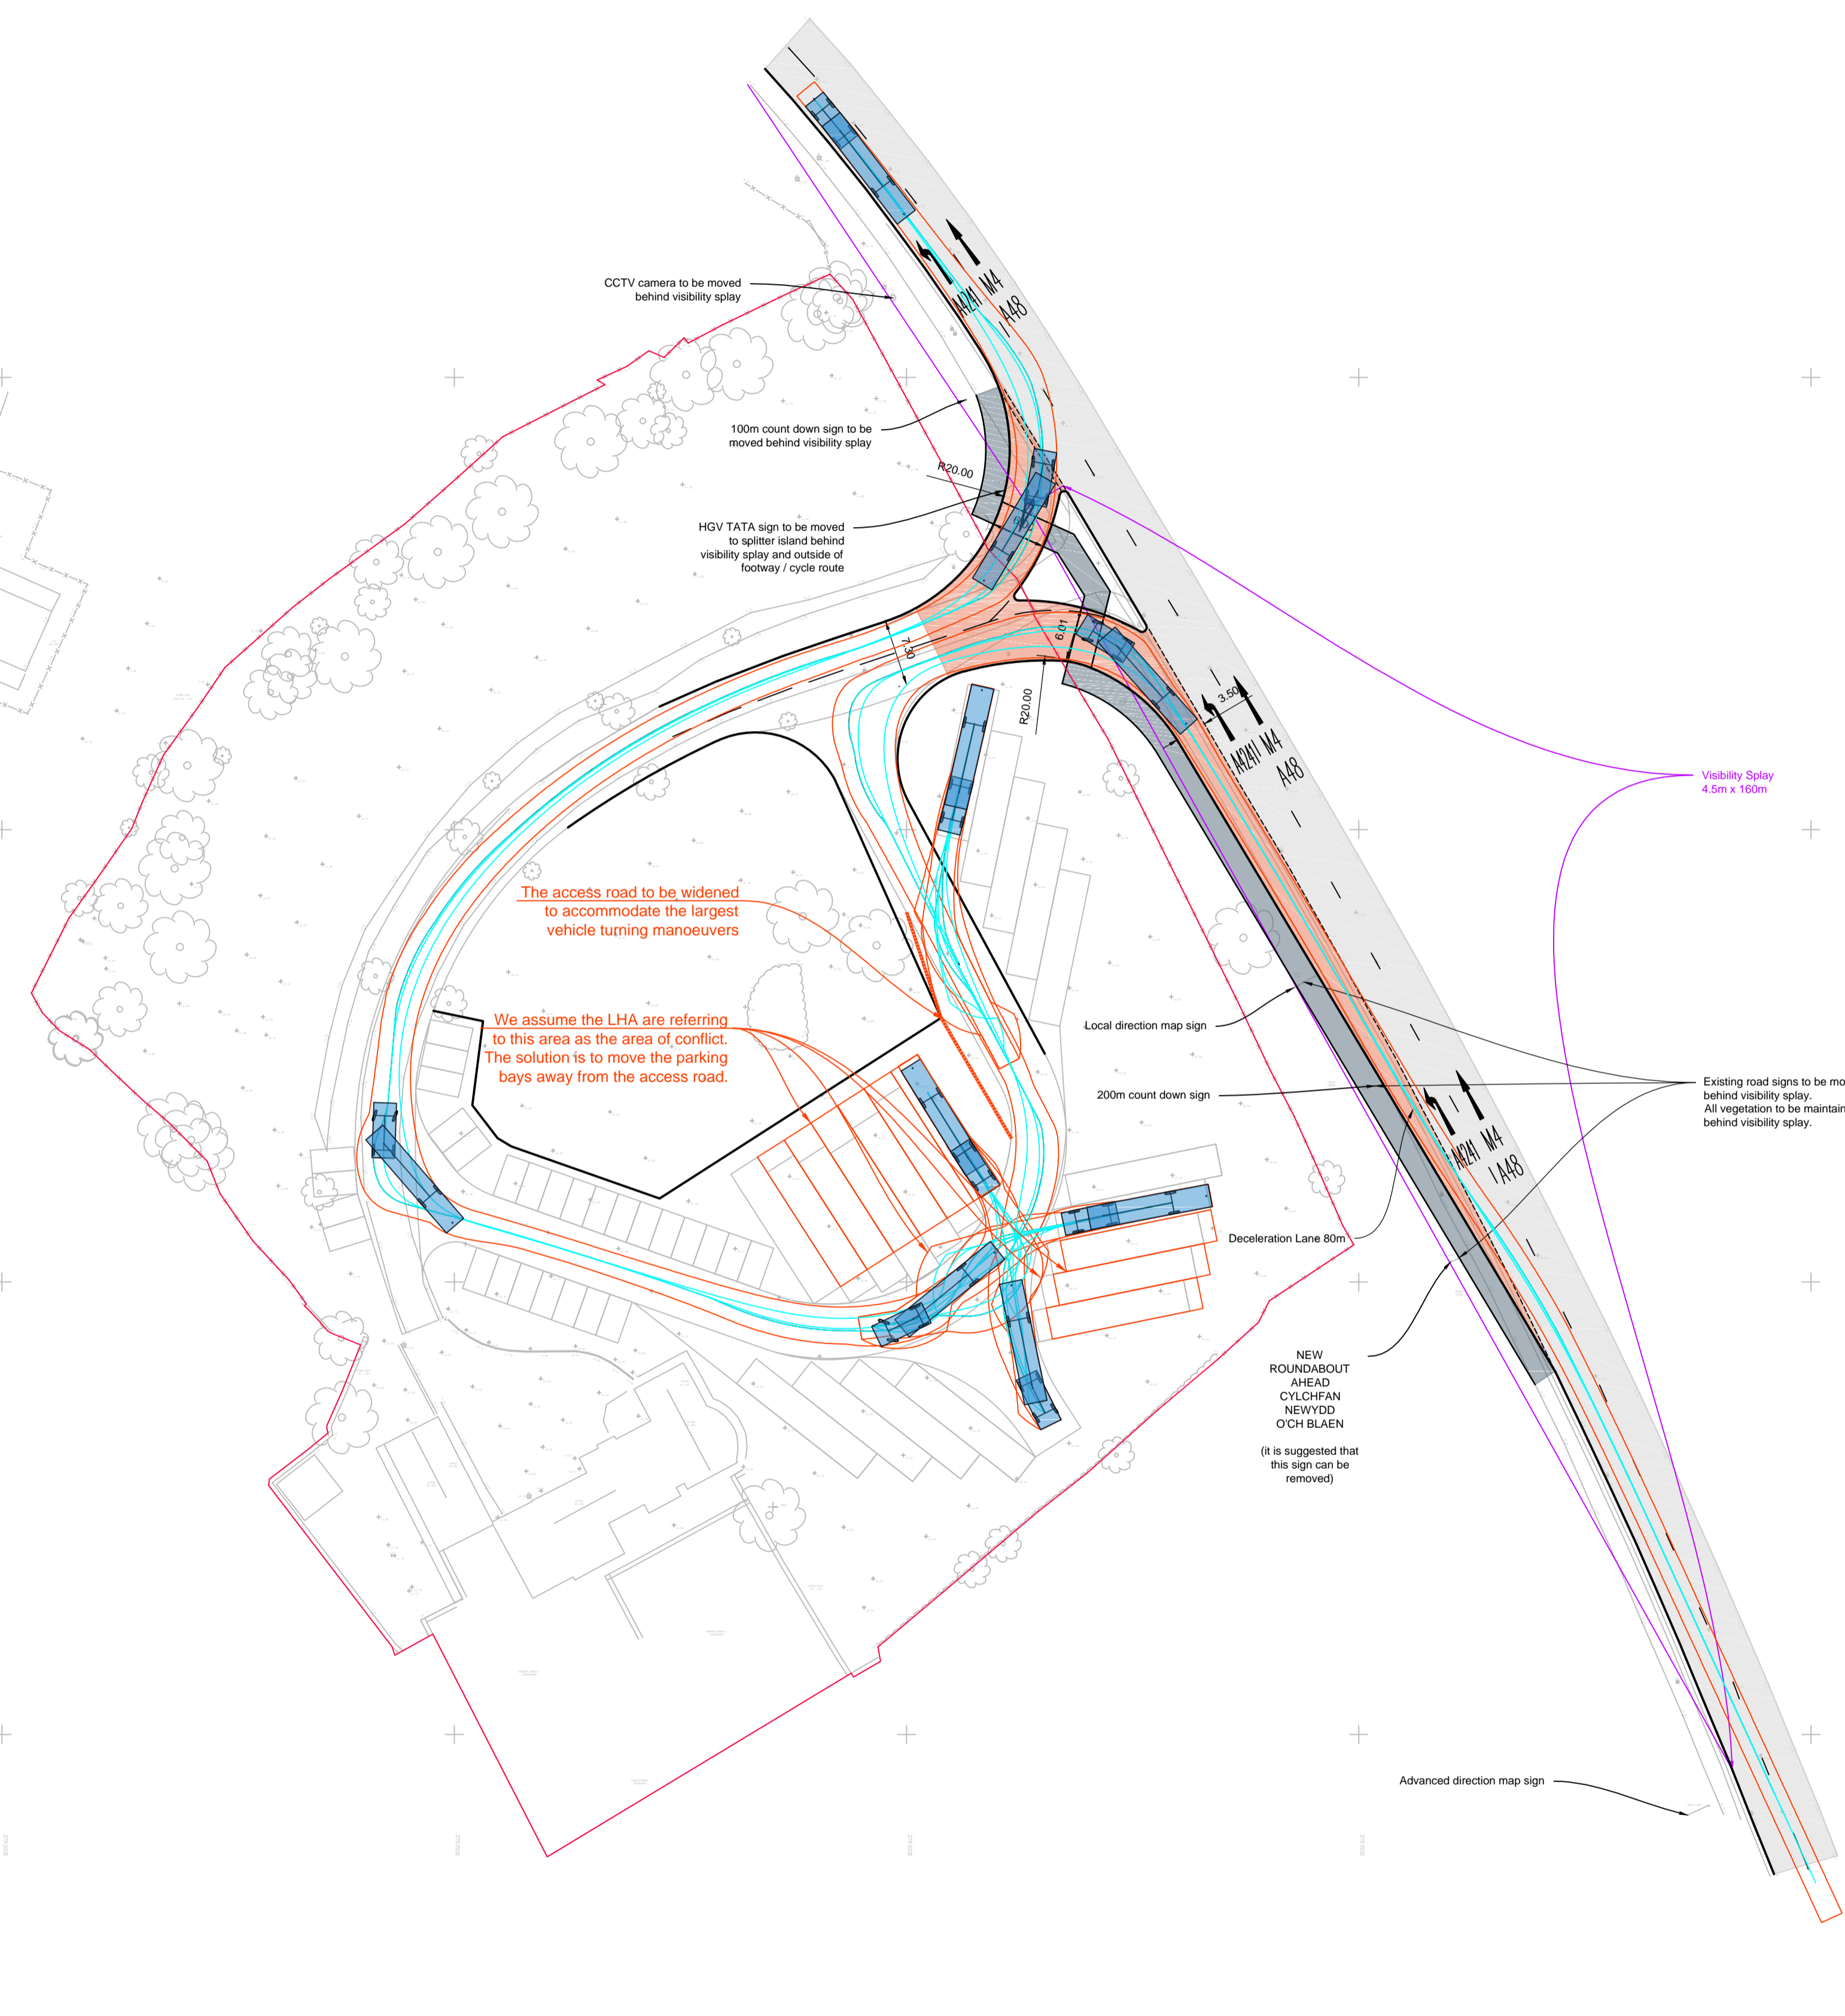 A4241 M4
A48
CCTV camera to be moved
behind visibility splay
100m count down sign to be
moved behind visibility splay
R20.00
HGV TATA sign to be moved
to splitter island behind
visibility splay and outside of
footway / cycle route
7.30
6.01
R20.00
3.50
A4241 M4
A48
Visibility Splay
4.5m x 160m
The access road to be widened
to accommodate the largest
vehicle turning manoeuvers
We assume the LHA are referring
to this area as the area of conflict.
The solution is to move the parking
bays away from the access road.
Local direction map sign
200m count down sign
Existing road signs to be mo
behind visibility splay.
All vegetation to be maintain
behind visibility splay.
A4241 M4
A48
Deceleration Lane 80m
NEW
ROUNDABOUT
AHEAD
CYLCHFAN
NEWYDD
O'CH BLAEN
(it is suggested that
this sign can be
removed)
Advanced direction map sign